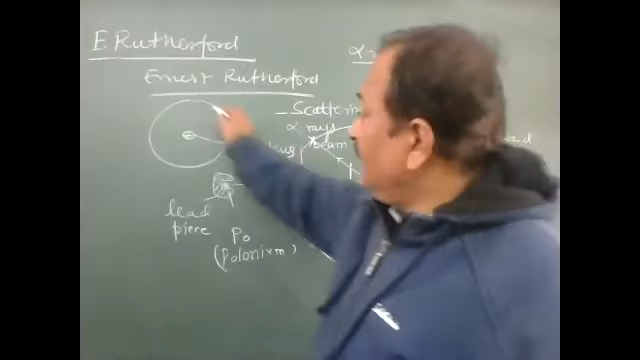 E. Rutherford
Ernest Rutherford
Scatterin
α-rays
beam
lead
piece
Po
(Polonium)